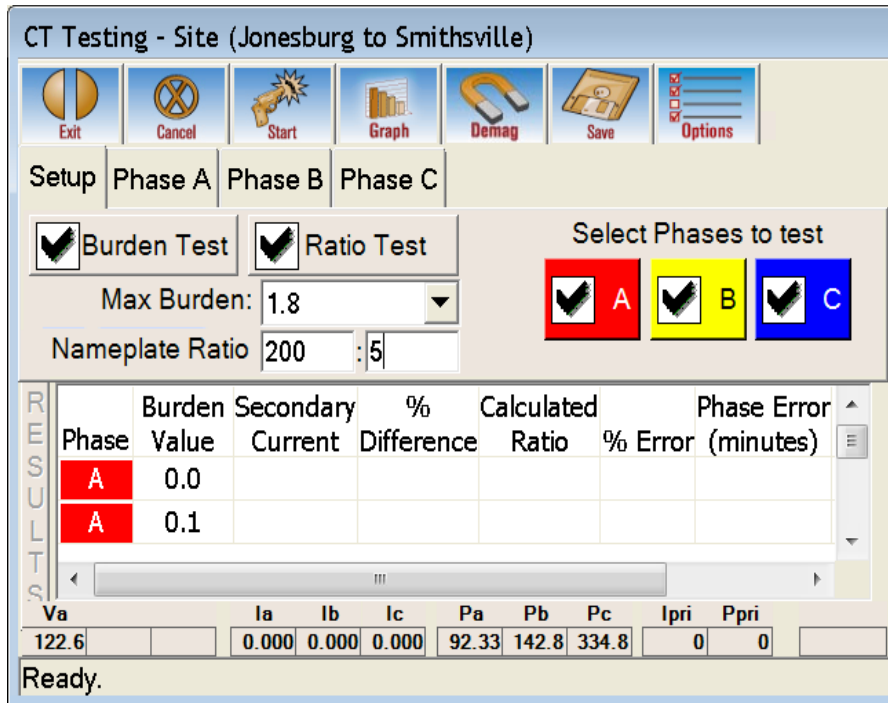 CT Testing - Site (Jonesburg to Smithsville)
Exit Cancel Start Graph Demag Save Options
Setup Phase A Phase B Phase C
Burden Test Ratio Test Select Phases to test
Max Burden: 1.8 A B C
Nameplate Ratio 200 : 5
RESULTS
Burden Secondary % Calculated Phase Error
Phase Value Current Difference Ratio % Error (minutes)
A 0.0
A 0.1
Va Ia Ib Ic Pa Pb Pc Ipri Ppri
122.6 0.000 0.000 0.000 92.33 142.8 334.8 0 0
Ready.